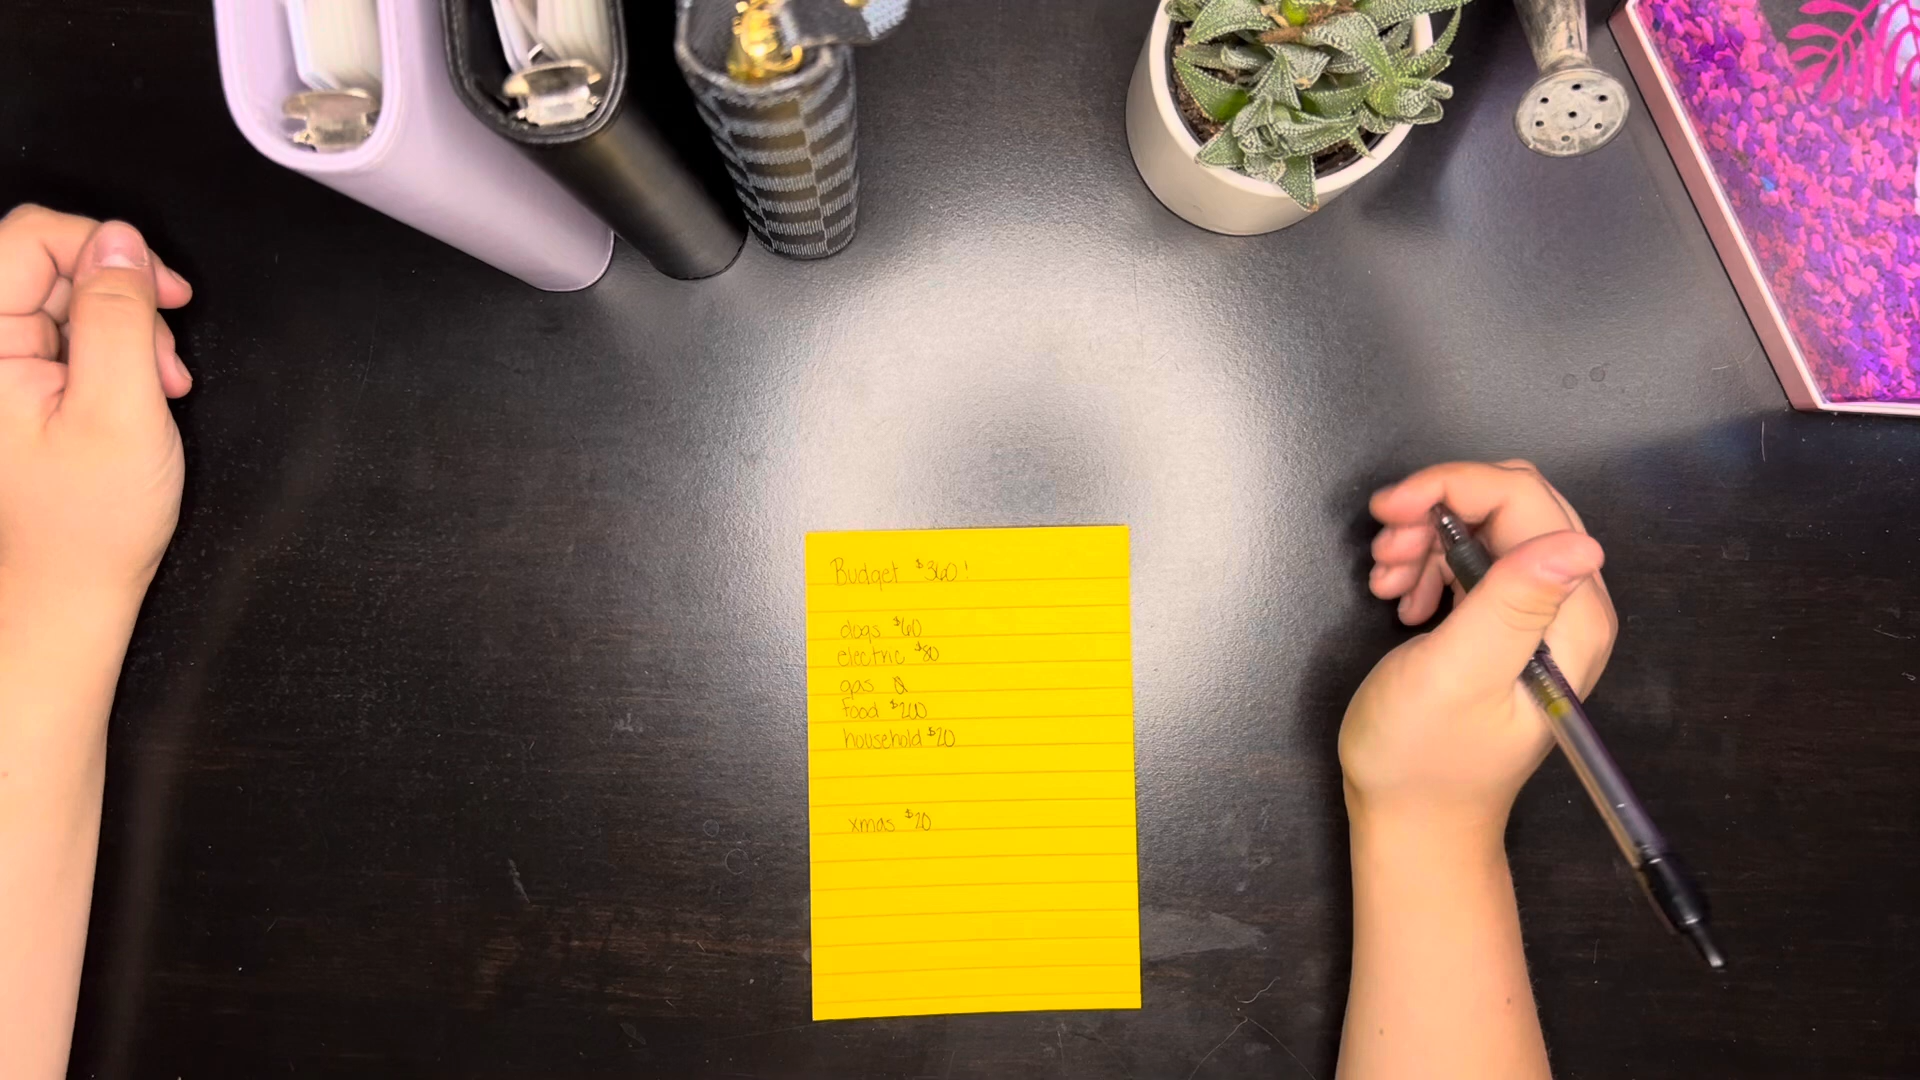 Budget $360!
dogs $60
electric $80
gas
food $200
household $20
xmas $20